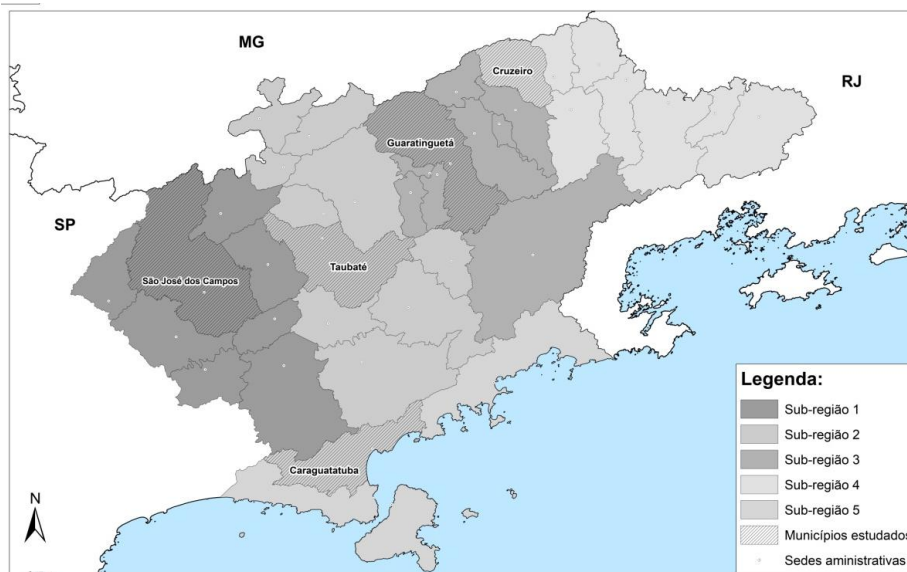 MG
Cruzeiro
RJ
Guaratinguetá
SP
Taubaté
São José dos Campos
Caraguatatuba
N
Legenda:
Sub-região 1
Sub-região 2
Sub-região 3
Sub-região 4
Sub-região 5
Municípios estudados
Sedes aministrativas